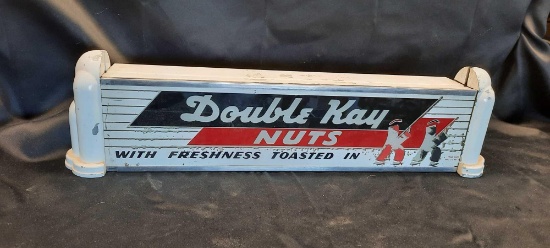 Double Kay
NUTS
WITH FRESHNESS TOASTED IN